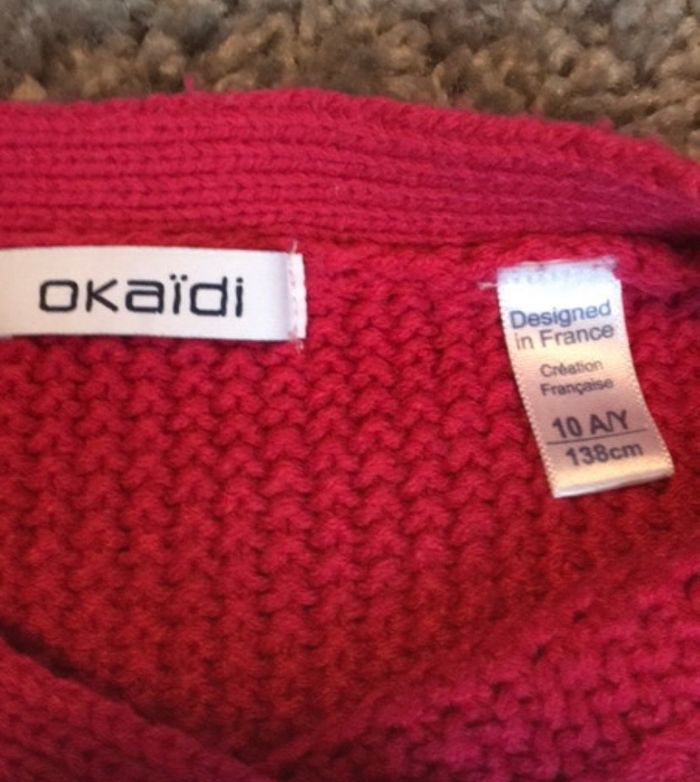 okaïdi
Designed
in France
Création
Française
10 A/Y
138cm